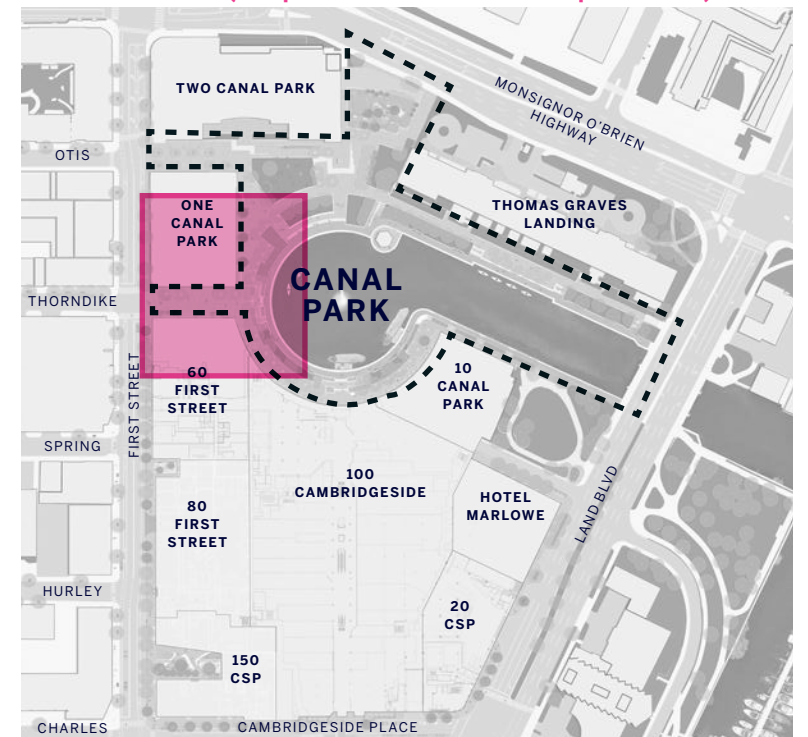 TWO CANAL PARK
MONSIGNOR O'BRIEN
HIGHWAY
OTIS
ONE
CANAL
PARK
THOMAS GRAVES
LANDING
CANAL
PARK
THORNDIKE
FIRST STREET
60
FIRST
STREET
10
CANAL
PARK
SPRING
100
CAMBRIDGESIDE
HOTEL
MARLOWE
LAND BLVD
80
FIRST
STREET
HURLEY
20
CSP
150
CSP
CHARLES
CAMBRIDGESIDE PLACE